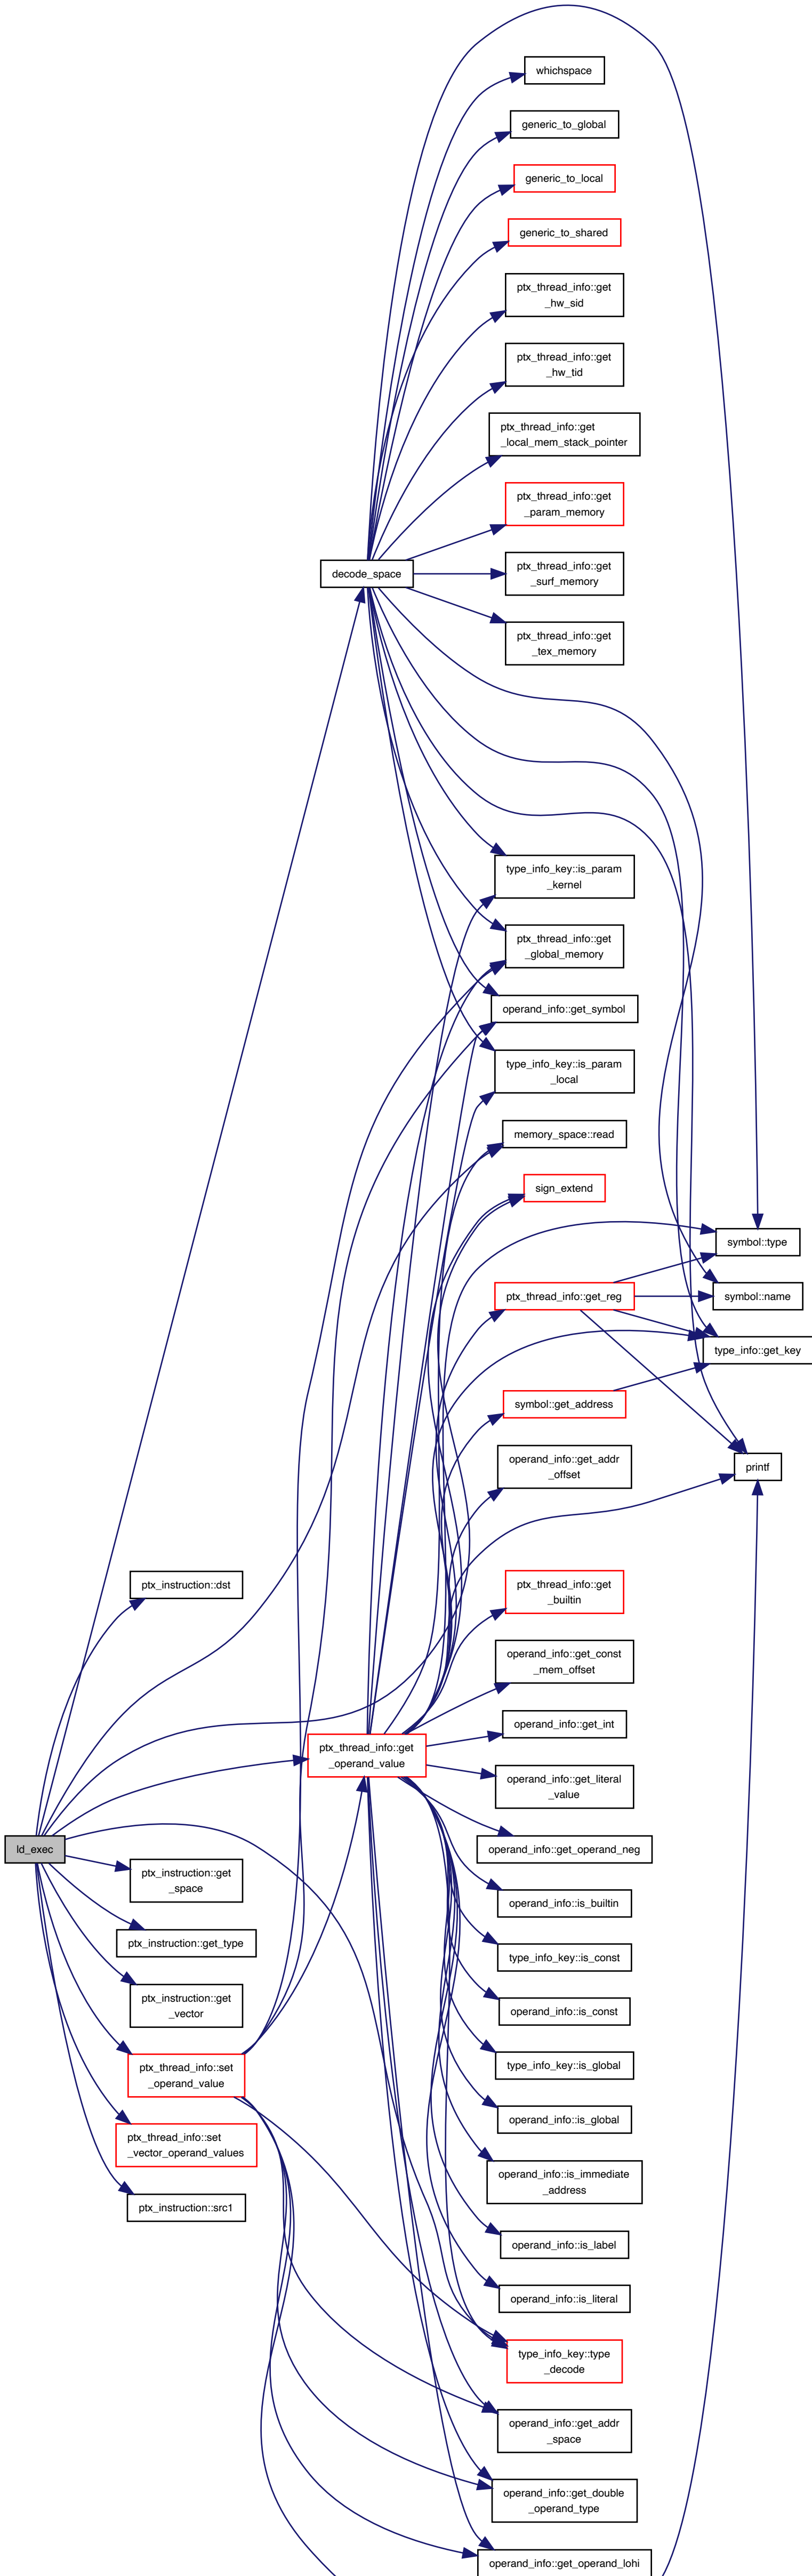 whichspace
generic_to_global
generic_to_local
generic_to_shared
ptx_thread_info::get
_hw_sid
ptx_thread_info::get
_hw_tid
ptx_thread_info::get
_local_mem_stack_pointer
ptx_thread_info::get
_param_memory
decode_space
ptx_thread_info::get
_surf_memory
ptx_thread_info::get
_tex_memory
type_info_key::is_param
_kernel
ptx_thread_info::get
_global_memory
operand_info::get_symbol
type_info_key::is_param
_local
memory_space::read
sign_extend
symbol::type
ptx_thread_info::get_reg
symbol::name
type_info::get_key
symbol::get_address
operand_info::get_addr
_offset
printf
ptx_instruction::dst
ptx_thread_info::get
_builtin
operand_info::get_const
_mem_offset
operand_info::get_int
ptx_thread_info::get
_operand_value
operand_info::get_literal
_value
ld_exec
operand_info::get_operand_neg
ptx_instruction::get
_space
operand_info::is_builtin
ptx_instruction::get_type
type_info_key::is_const
ptx_instruction::get
_vector
operand_info::is_const
ptx_thread_info::set
_operand_value
type_info_key::is_global
ptx_thread_info::set
_vector_operand_values
operand_info::is_global
operand_info::is_immediate
_address
ptx_instruction::src1
operand_info::is_label
operand_info::is_literal
type_info_key::type
_decode
operand_info::get_addr
_space
operand_info::get_double
_operand_type
operand_info::get_operand_lohi